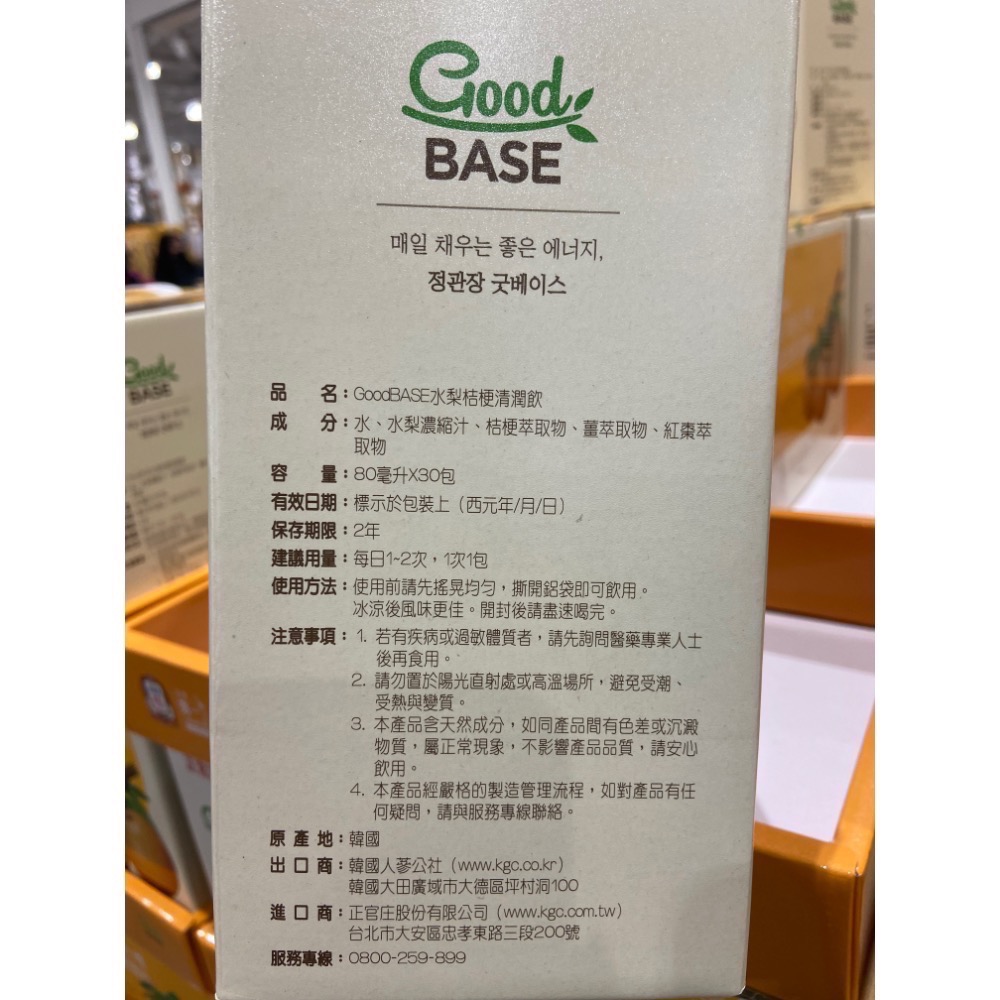 Good
BASE
매일 채우는 좋은 에너지,
정관장 굿베이스
品 名：GoodBASE水梨桔梗清潤飲
成 分：水、水梨濃縮汁、桔梗萃取物、薑萃取物、紅棗萃
取物
容 量：80毫升X30包
有效日期：標示於包裝上（西元年/月/日）
保存期限：2年
建議用量：每日1~2次，1次1包
使用方法：使用前請先搖晃均勻，撕開鋁袋即可飲用。
冰涼後風味更佳。開封後請盡速喝完。
注意事項：1. 若有疾病或過敏體質者，請先詢問醫藥專業人士
後再食用。
2. 請勿置於陽光直射處或高溫場所，避免受潮、
受熱與變質。
3. 本產品含天然成分，如同產品間有色差或沉澱
物質，屬正常現象，不影響產品品質，請安心
飲用。
4. 本產品經嚴格的製造管理流程，如對產品有任
何疑問，請與服務專線聯絡。
原 產 地：韓國
出 口 商：韓國人蔘公社（www.kgc.co.kr）
韓國大田廣域市大德區坪村洞100
進 口 商：正官庄股份有限公司（www.kgc.com.tw）
台北市大安區忠孝東路三段200號
服務專線：0800-259-899
Good
BASE